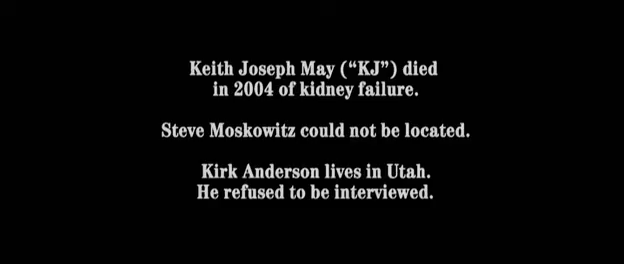 Keith Joseph May (“KJ”) died
in 2004 of kidney failure.
Steve Moskowitz could not be located.
Kirk Anderson lives in Utah.
He refused to be interviewed.